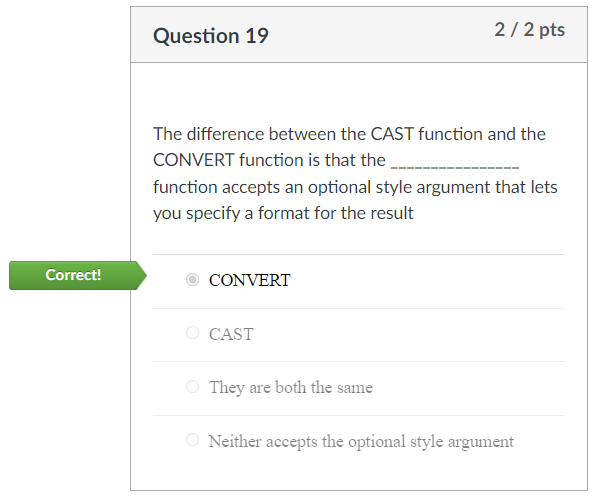 Question 19
2 / 2 pts
The difference between the CAST function and the
CONVERT function is that the ________________
function accepts an optional style argument that lets
you specify a format for the result
Correct!
CONVERT
CAST
They are both the same
Neither accepts the optional style argument